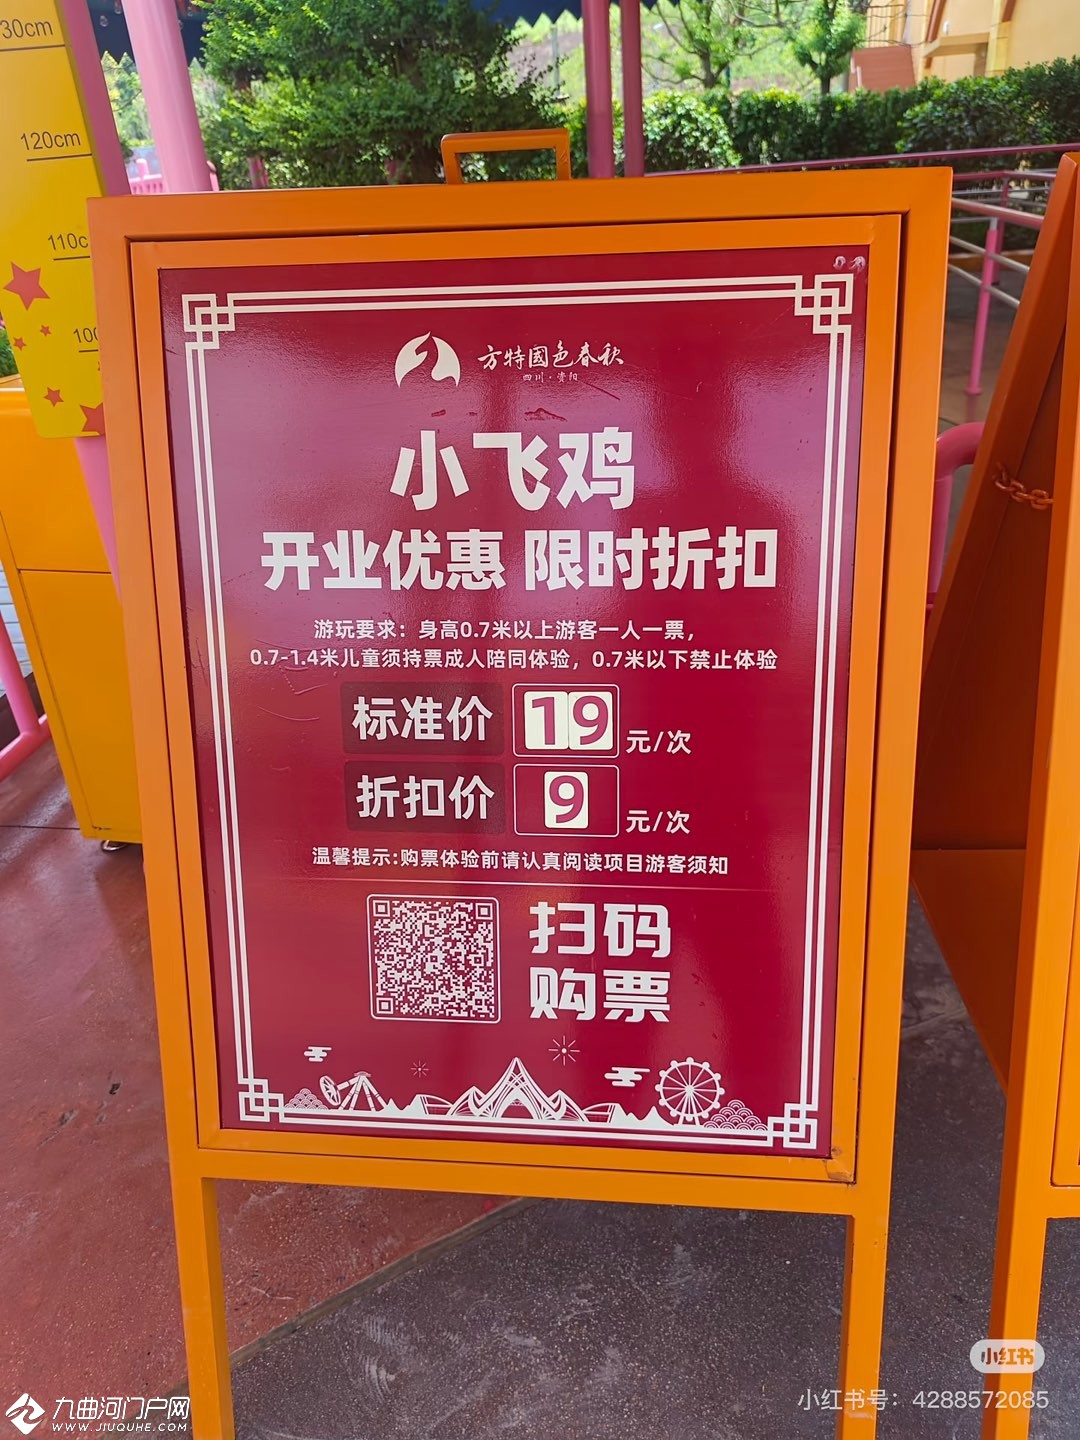 30cm
120cm
110c
100
方特國色春秋
四川·资阳
小飞鸡
开业优惠 限时折扣
游玩要求：身高0.7米以上游客一人一票，
0.7-1.4米儿童须持票成人陪同体验，0.7米以下禁止体验
标准价 19 元/次
折扣价 9 元/次
温馨提示:购票体验前请认真阅读项目游客须知
扫码
购票
小红书
小红书号：4288572085
九曲河门户网
WWW.JIUQUHE.COM